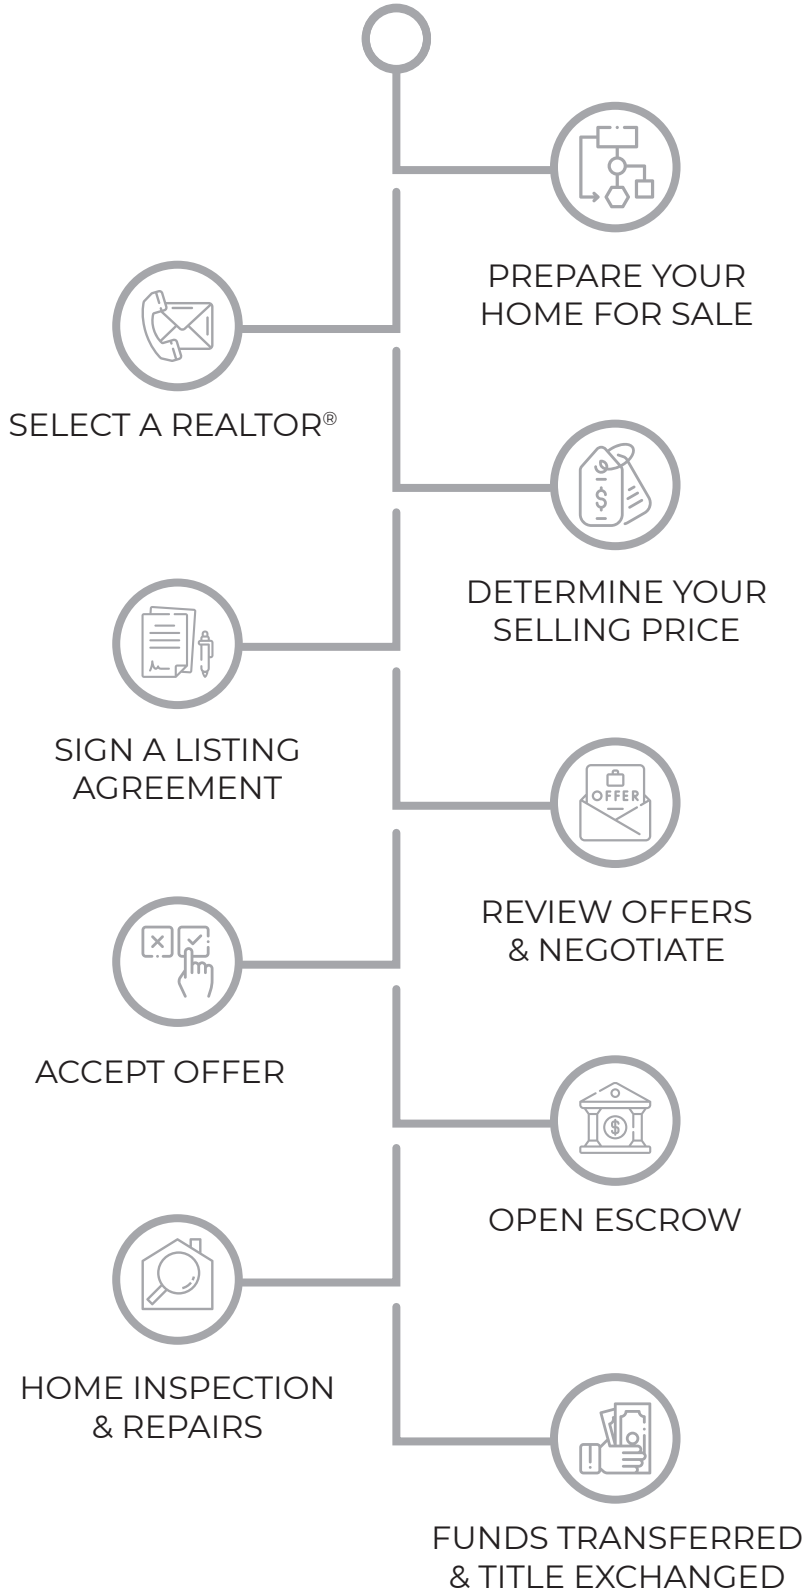 PREPARE YOUR
HOME FOR SALE
SELECT A REALTOR®
$
DETERMINE YOUR
SELLING PRICE
SIGN A LISTING
AGREEMENT
OFFER
REVIEW OFFERS
& NEGOTIATE
ACCEPT OFFER
$
OPEN ESCROW
HOME INSPECTION
& REPAIRS
FUNDS TRANSFERRED
& TITLE EXCHANGED